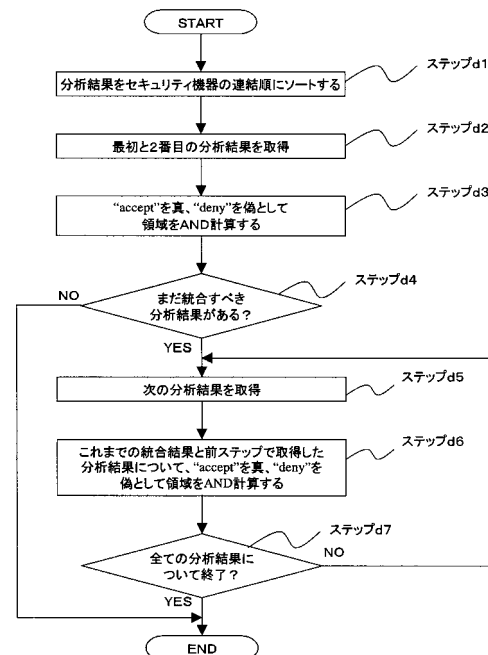 START
分析結果をセキュリティ機器の連結順にソートする
ステップd1
最初と2番目の分析結果を取得
ステップd2
“accept”を真、“deny”を偽として
領域をAND計算する
ステップd3
まだ統合すべき
分析結果がある?
ステップd4
NO
YES
次の分析結果を取得
ステップd5
これまでの統合結果と前ステップで取得した
分析結果について、“accept”を真、“deny”を
偽として領域をAND計算する
ステップd6
全ての分析結果に
ついて終了?
ステップd7
NO
YES
END